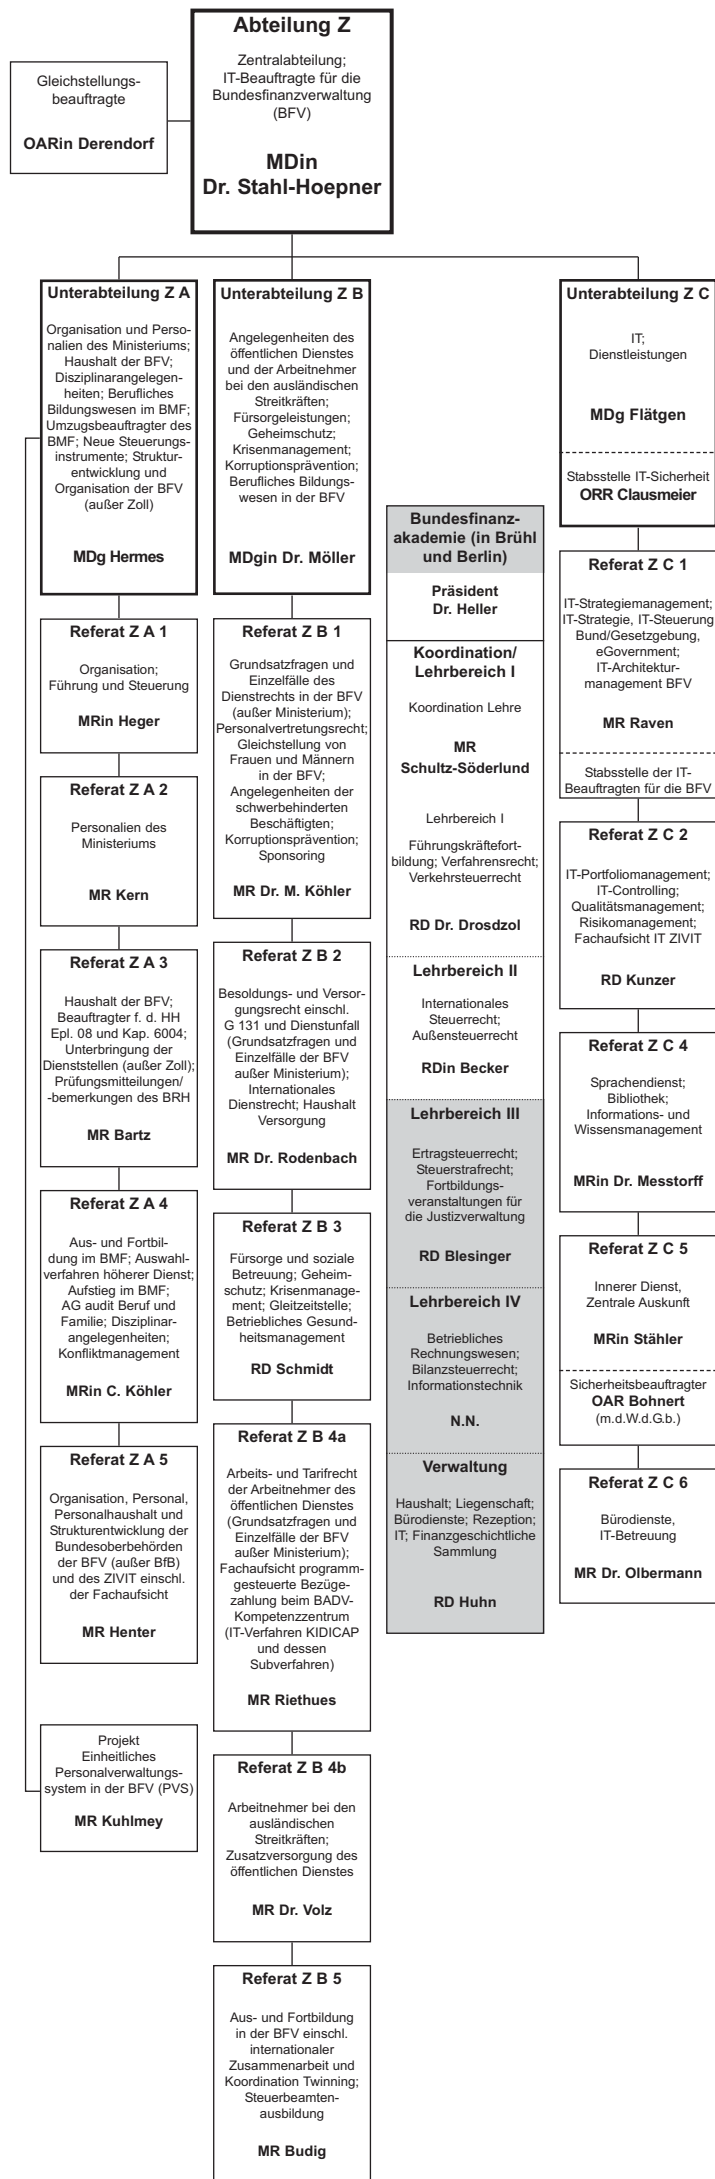 Abteilung Z
Zentralabteilung;
IT-Beauftragte für die
Bundesfinanzverwaltung
(BFV)
MDin
Dr. Stahl-Hoepner
Gleichstellungs-
beauftragte
OARin Derendorf
Unterabteilung Z A
Organisation und Perso-
nalien des Ministeriums;
Haushalt der BFV;
Disziplinarangelegen-
heiten; Berufliches
Bildungswesen im BMF;
Umzugsbeauftragter des
BMF; Neue Steuerungs-
instrumente; Struktur-
entwicklung und
Organisation der BFV
(außer Zoll)
MDg Hermes
Referat Z A 1
Organisation;
Führung und Steuerung
MRin Heger
Referat Z A 2
Personalien des
Ministeriums
MR Kern
Referat Z A 3
Haushalt der BFV;
Beauftragter f. d. HH
Epl. 08 und Kap. 6004;
Unterbringung der
Dienststellen (außer Zoll);
Prüfungsmitteilungen/
-bemerkungen des BRH
MR Bartz
Referat Z A 4
Aus- und Fortbil-
dung im BMF; Auswahl-
verfahren höherer Dienst;
Aufstieg im BMF;
AG audit Beruf und
Familie; Disziplinar-
angelegenheiten;
Konfliktmanagement
MRin C. Köhler
Referat Z A 5
Organisation, Personal,
Personalhaushalt und
Strukturentwicklung der
Bundesoberbehörden
der BFV (außer BfB)
und des ZIVIT einschl.
der Fachaufsicht
MR Henter
Projekt
Einheitliches
Personalverwaltungs-
system in der BFV (PVS)
MR Kuhlmey
Unterabteilung Z B
Angelegenheiten des
öffentlichen Dienstes
und der Arbeitnehmer
bei den ausländischen
Streitkräften;
Fürsorgeleistungen;
Geheimschutz;
Krisenmanagement;
Korruptionsprävention;
Berufliches Bildungs-
wesen in der BFV
MDgin Dr. Möller
Referat Z B 1
Grundsatzfragen und
Einzelfälle des
Dienstrechts in der BFV
(außer Ministerium);
Personalvertretungsrecht;
Gleichstellung von
Frauen und Männern
in der BFV;
Angelegenheiten der
schwerbehinderten
Beschäftigten;
Korruptionsprävention;
Sponsoring
MR Dr. M. Köhler
Referat Z B 2
Besoldungs- und Versor-
gungsrecht einschl.
G 131 und Dienstunfall
(Grundsatzfragen und
Einzelfälle der BFV
außer Ministerium);
Internationales
Dienstrecht; Haushalt
Versorgung
MR Dr. Rodenbach
Referat Z B 3
Fürsorge und soziale
Betreuung; Geheim-
schutz; Krisenmanage-
ment; Gleitzeitstelle;
Betriebliches Gesund-
heitsmanagement
RD Schmidt
Referat Z B 4a
Arbeits- und Tarifrecht
der Arbeitnehmer des
öffentlichen Dienstes
(Grundsatzfragen und
Einzelfälle der BFV
außer Ministerium);
Fachaufsicht programm-
gesteuerte Bezüge-
zahlung beim BADV-
Kompetenzzentrum
(IT-Verfahren KIDICAP
und dessen
Subverfahren)
MR Riethues
Referat Z B 4b
Arbeitnehmer bei den
ausländischen
Streitkräften;
Zusatzversorgung des
öffentlichen Dienstes
MR Dr. Volz
Referat Z B 5
Aus- und Fortbildung
in der BFV einschl.
internationaler
Zusammenarbeit und
Koordination Twinning;
Steuerbeamten-
ausbildung
MR Budig
Bundesfinanz-
akademie (in Brühl
und Berlin)
Präsident
Dr. Heller
Koordination/
Lehrbereich I
Koordination Lehre
MR
Schultz-Söderlund
Lehrbereich I
Führungskräftefort-
bildung; Verfahrensrecht;
Verkehrsteuerrecht
RD Dr. Drosdzol
Lehrbereich II
Internationales
Steuerrecht;
Außensteuerrecht
RDin Becker
Lehrbereich III
Ertragsteuerrecht;
Steuerstrafrecht;
Fortbildungs-
veranstaltungen für
die Justizverwaltung
RD Blesinger
Lehrbereich IV
Betriebliches
Rechnungswesen;
Bilanzsteuerrecht;
Informationstechnik
N.N.
Verwaltung
Haushalt; Liegenschaft;
Bürodienste; Rezeption;
IT; Finanzgeschichtliche
Sammlung
RD Huhn
Unterabteilung Z C
IT;
Dienstleistungen
MDg Flätgen
Stabsstelle IT-Sicherheit
ORR Clausmeier
Referat Z C 1
IT-Strategiemanagement;
IT-Strategie, IT-Steuerung
Bund/Gesetzgebung,
eGovernment;
IT-Architektur-
management BFV
MR Raven
Stabsstelle der IT-
Beauftragten für die BFV
Referat Z C 2
IT-Portfoliomanagement;
IT-Controlling;
Qualitätsmanagement;
Risikomanagement;
Fachaufsicht IT ZIVIT
RD Kunzer
Referat Z C 4
Sprachendienst;
Bibliothek;
Informations- und
Wissensmanagement
MRin Dr. Messtorff
Referat Z C 5
Innerer Dienst,
Zentrale Auskunft
MRin Stähler
Sicherheitsbeauftragter
OAR Bohnert
(m.d.W.d.G.b.)
Referat Z C 6
Bürodienste,
IT-Betreuung
MR Dr. Olbermann